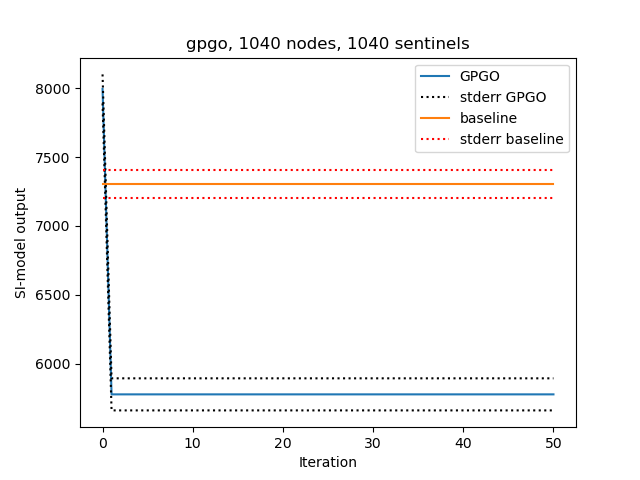 gpgo, 1040 nodes, 1040 sentinels
GPGO
stderr GPGO
baseline
stderr baseline
8000
7500
7000
6500
6000
SI-model output
0 10 20 30 40 50
Iteration